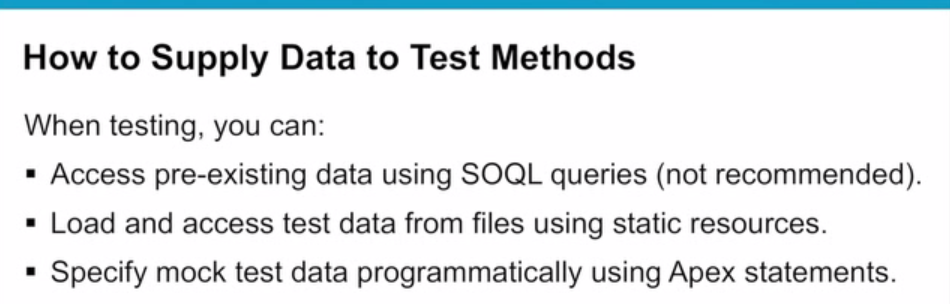 How to Supply Data to Test Methods
When testing, you can:
▪ Access pre-existing data using SOQL queries (not recommended).
▪ Load and access test data from files using static resources.
▪ Specify mock test data programmatically using Apex statements.